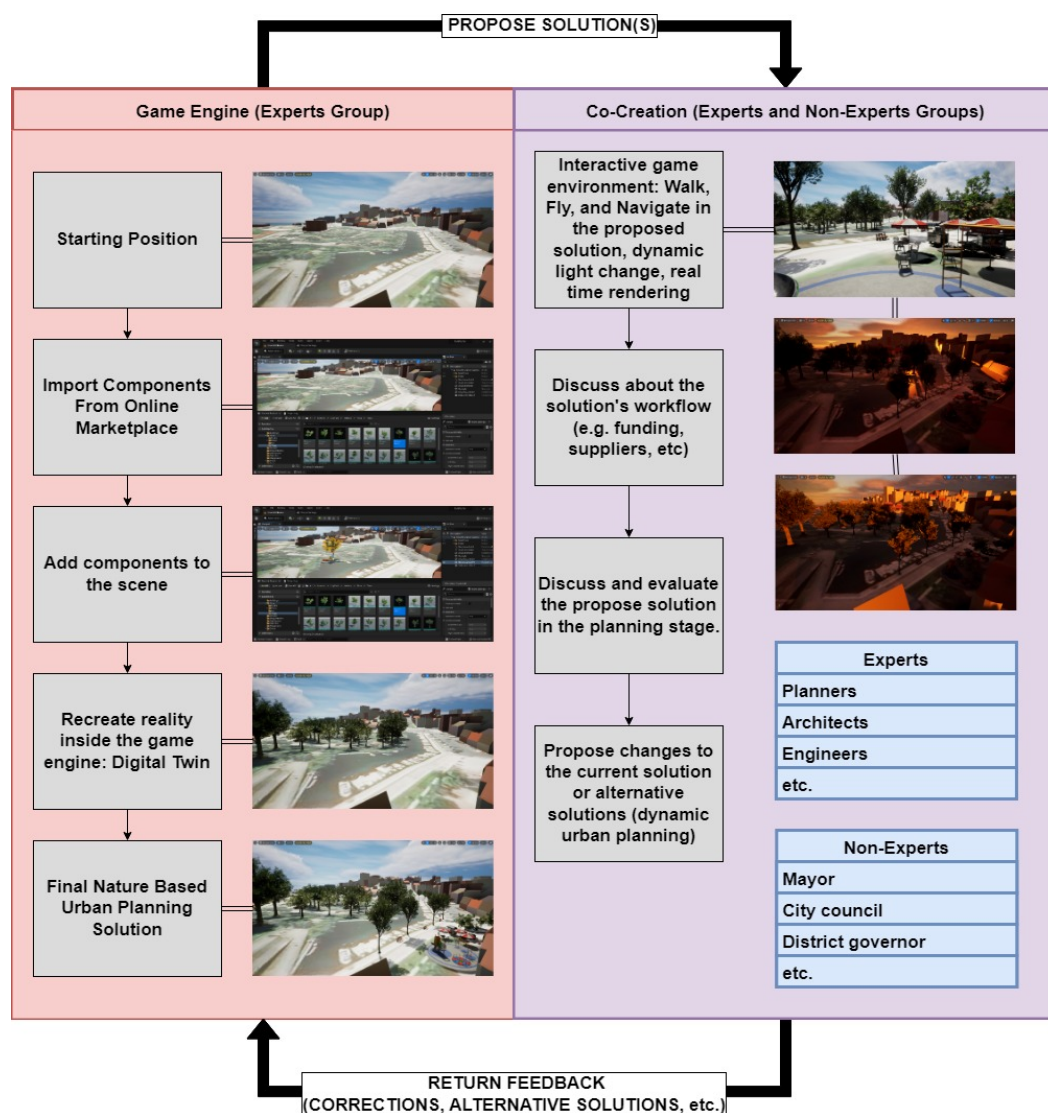 PROPOSE SOLUTION(S)
Game Engine (Experts Group)
Starting Position
Import Components
From Online
Marketplace
Add components to
the scene
Recreate reality
inside the game
engine: Digital Twin
Final Nature Based
Urban Planning
Solution
Co-Creation (Experts and Non-Experts Groups)
Interactive game
environment: Walk,
Fly, and Navigate in
the proposed
solution, dynamic
light change, real
time rendering
Discuss about the
solution's workflow
(e.g. funding,
suppliers, etc)
Discuss and evaluate
the propose solution
in the planning stage.
Propose changes to
the current solution
or alternative
solutions (dynamic
urban planning)
Experts
Planners
Architects
Engineers
etc.
Non-Experts
Mayor
City council
District governor
etc.
RETURN FEEDBACK
(CORRECTIONS, ALTERNATIVE SOLUTIONS, etc.)